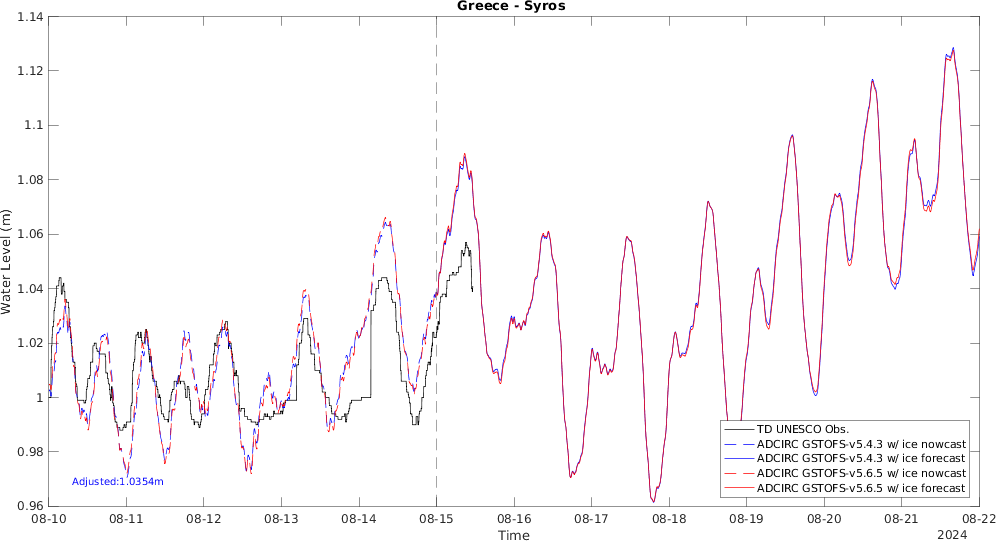 Greece - Syros
1.14
1.12
1.1
1.08
1.06
1.04
1.02
1
0.98
0.96
Water Level (m)
Adjusted:1.0354m
TD UNESCO Obs.
ADCIRC GSTOFS-v5.4.3 w/ ice nowcast
ADCIRC GSTOFS-v5.4.3 w/ ice forecast
ADCIRC GSTOFS-v5.6.5 w/ ice nowcast
ADCIRC GSTOFS-v5.6.5 w/ ice forecast
08-10 08-11 08-12 08-13 08-14 08-15 08-16 08-17 08-18 08-19 08-20 08-21 08-22
Time
2024